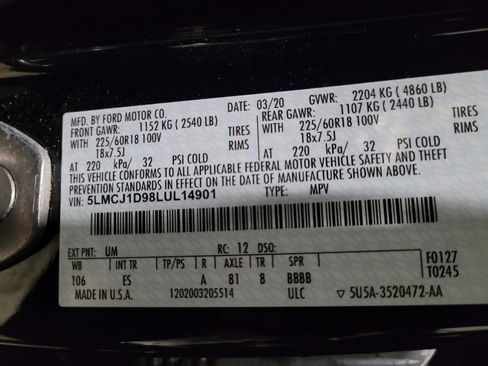 MFD. BY FORD MOTOR CO. DATE: 03/20 GVWR: 2204 KG ( 4860 LB)
FRONT GAWR: 1152 KG ( 2540 LB) REAR GAWR: 1107 KG ( 2440 LB)
WITH 225/60R18 100V TIRES WITH 225/60R18 100V TIRES
18x7.5J RIMS 18x7.5J RIMS
AT 220 kPa/ 32 PSI COLD AT 220 kPa/ 32 PSI COLD
THIS VEHICLE CONFORMS TO ALL APPLICABLE FEDERAL MOTOR VEHICLE SAFETY AND THEFT
PREVENTION STANDARDS IN EFFECT ON THE DATE OF MANUFACTURE SHOWN ABOVE.
VIN: 5LMCJ1D98LUL14901 TYPE: MPV
EXT PNT: UM RC: 12 DSO:
WB INT TR TP/PS R AXLE TR SPR F0127
106 ES A 81 8 BBBB T0245
MADE IN U.S.A. 1202003205514 ULC ▽ 5U5A-3520472-AA